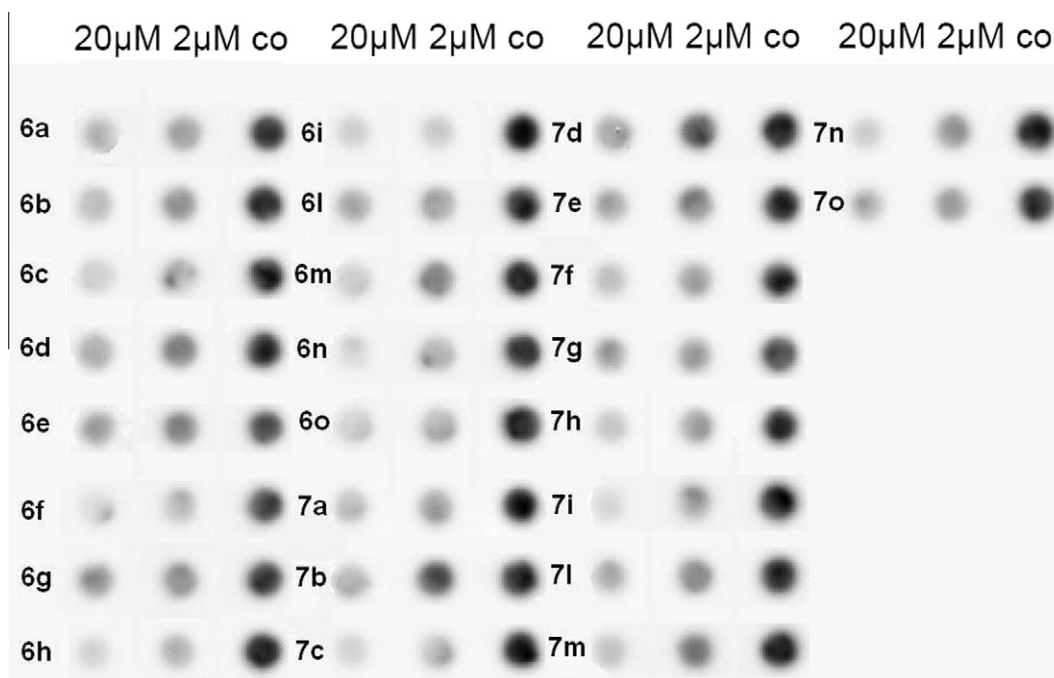 20µM 2µM co 20µM 2µM co 20µM 2µM co 20µM 2µM co
6a 6i 7d 7n
6b 6l 7e 7o
6c 6m 7f
6d 6n 7g
6e 6o 7h
6f 7a 7i
6g 7b 7l
6h 7c 7m